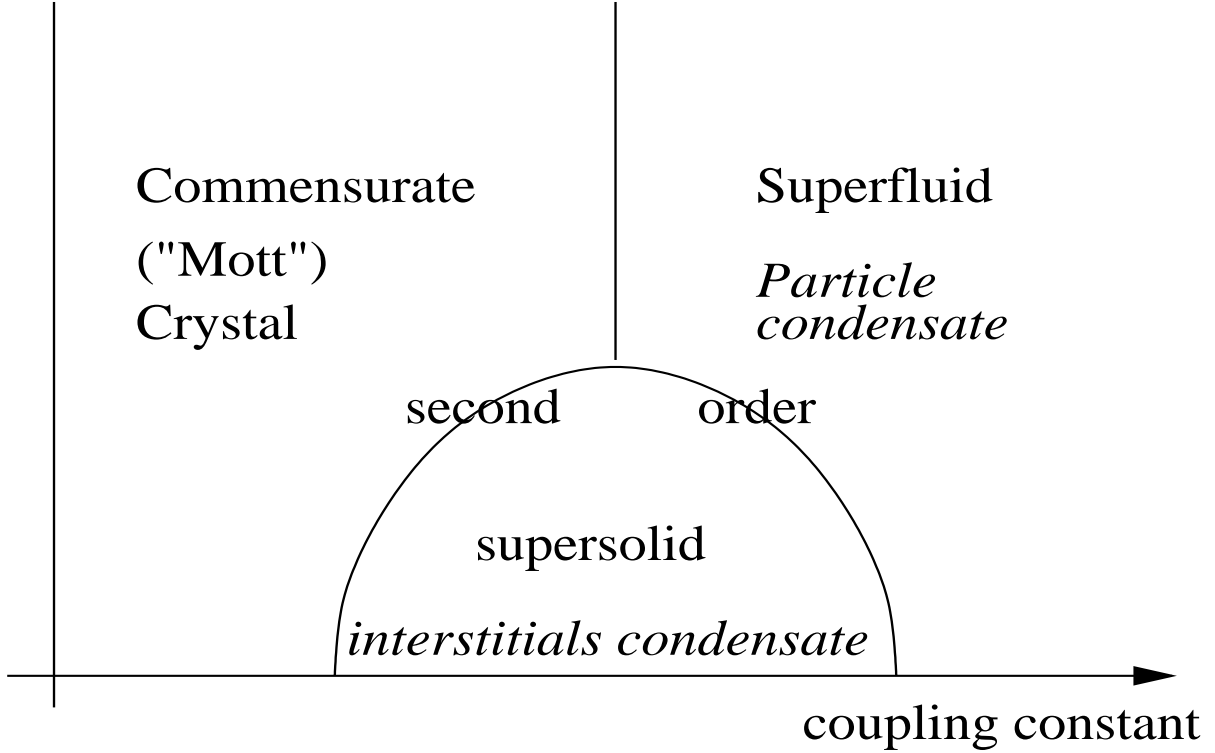 Commensurate
("Mott")
Crystal
Superfluid
Particle
condensate
second order
supersolid
interstitials condensate
coupling constant